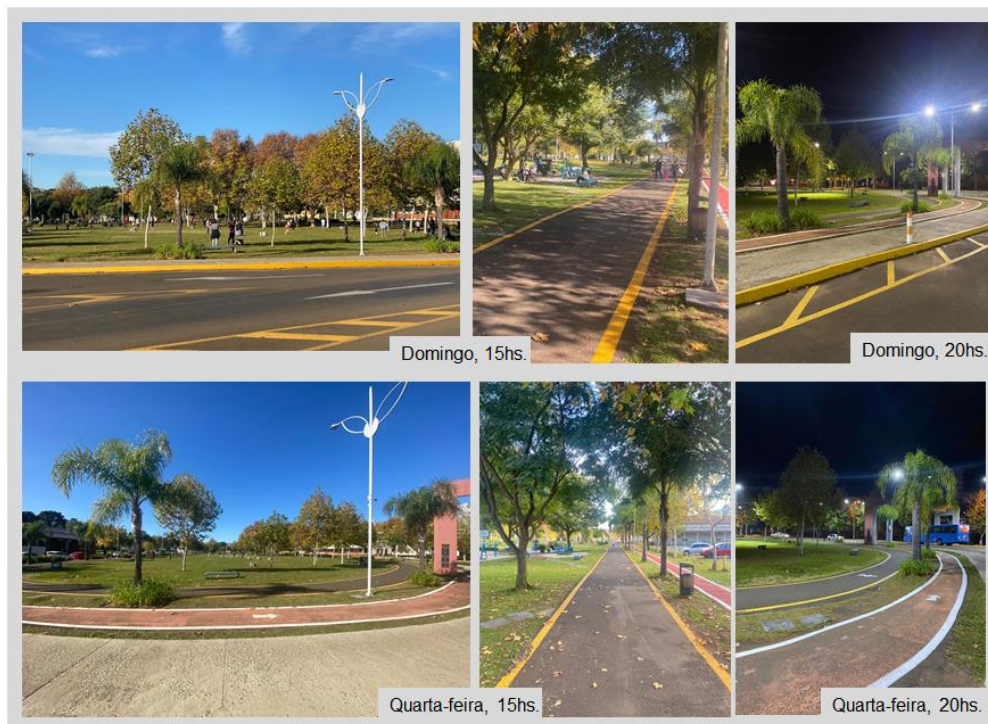 Domingo, 15hs.
Domingo, 20hs.
Quarta-feira, 15hs.
Quarta-feira, 20hs.